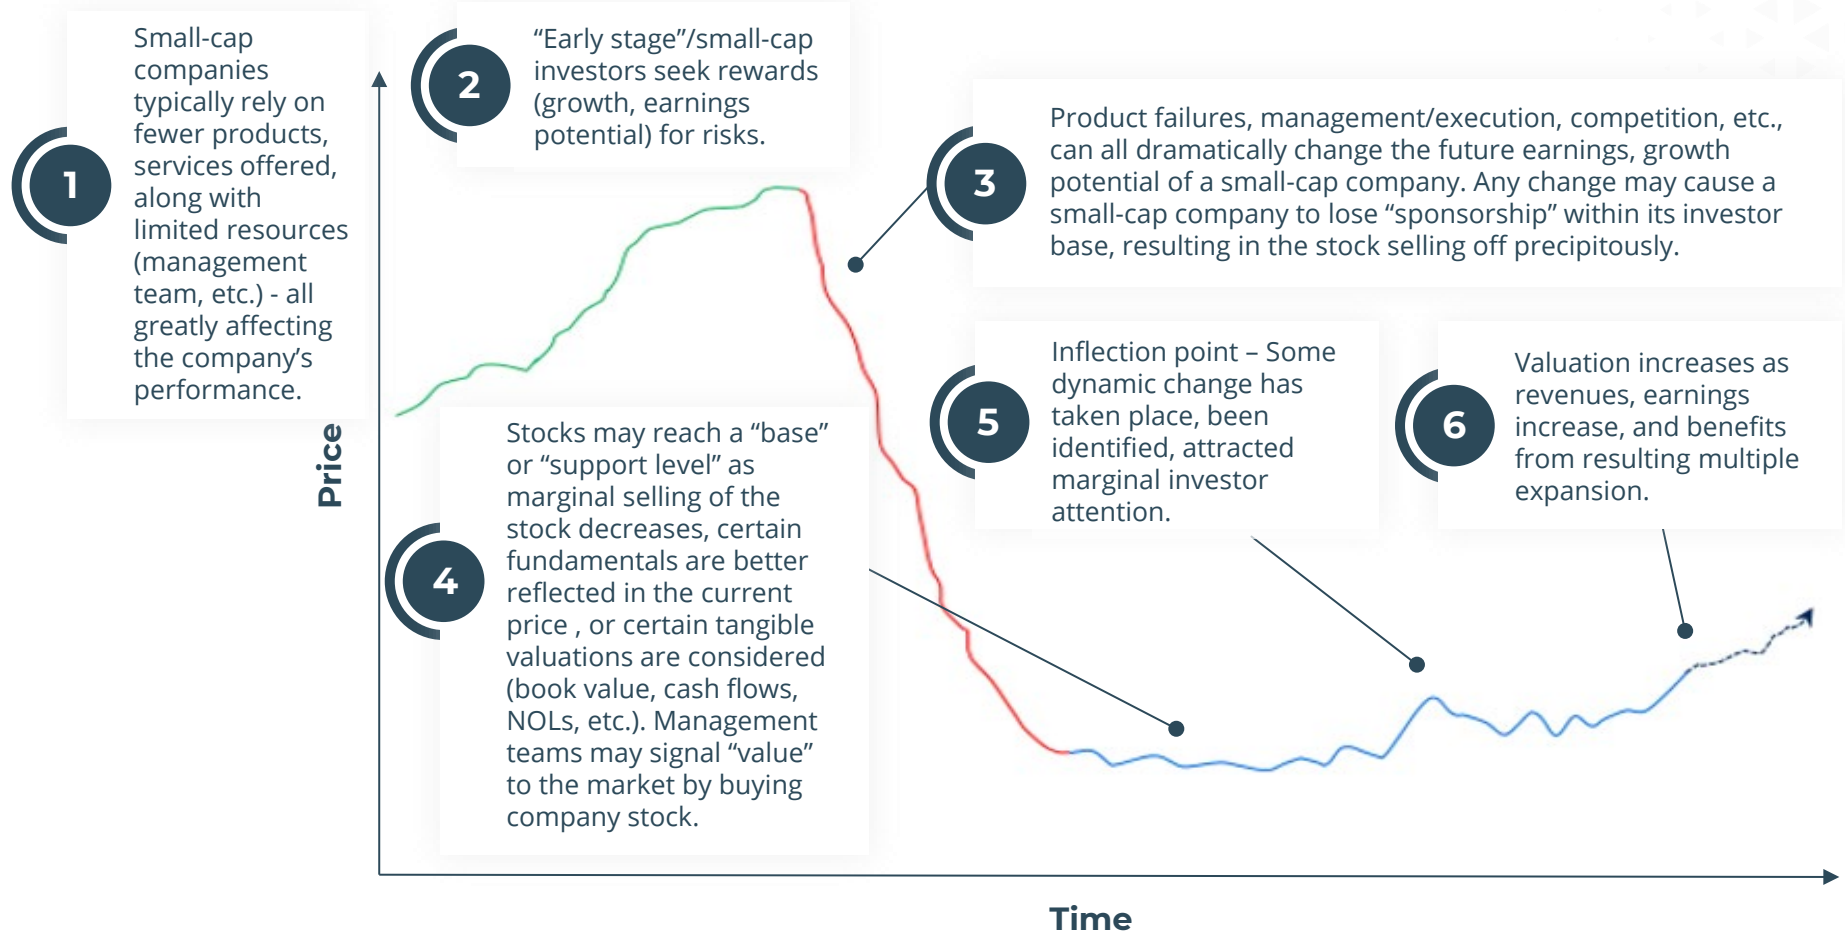 1
Small-cap
companies
typically rely on
fewer products,
services offered,
along with
limited resources
(management
team, etc.) - all
greatly affecting
the company’s
performance.
2
“Early stage”/small-cap
investors seek rewards
(growth, earnings
potential) for risks.
3
Product failures, management/execution, competition, etc.,
can all dramatically change the future earnings, growth
potential of a small-cap company. Any change may cause a
small-cap company to lose “sponsorship” within its investor
base, resulting in the stock selling off precipitously.
4
Stocks may reach a “base”
or “support level” as
marginal selling of the
stock decreases, certain
fundamentals are better
reflected in the current
price , or certain tangible
valuations are considered
(book value, cash flows,
NOLs, etc.). Management
teams may signal “value”
to the market by buying
company stock.
5
Inflection point – Some
dynamic change has
taken place, been
identified, attracted
marginal investor
attention.
6
Valuation increases as
revenues, earnings
increase, and benefits
from resulting multiple
expansion.
Price
Time